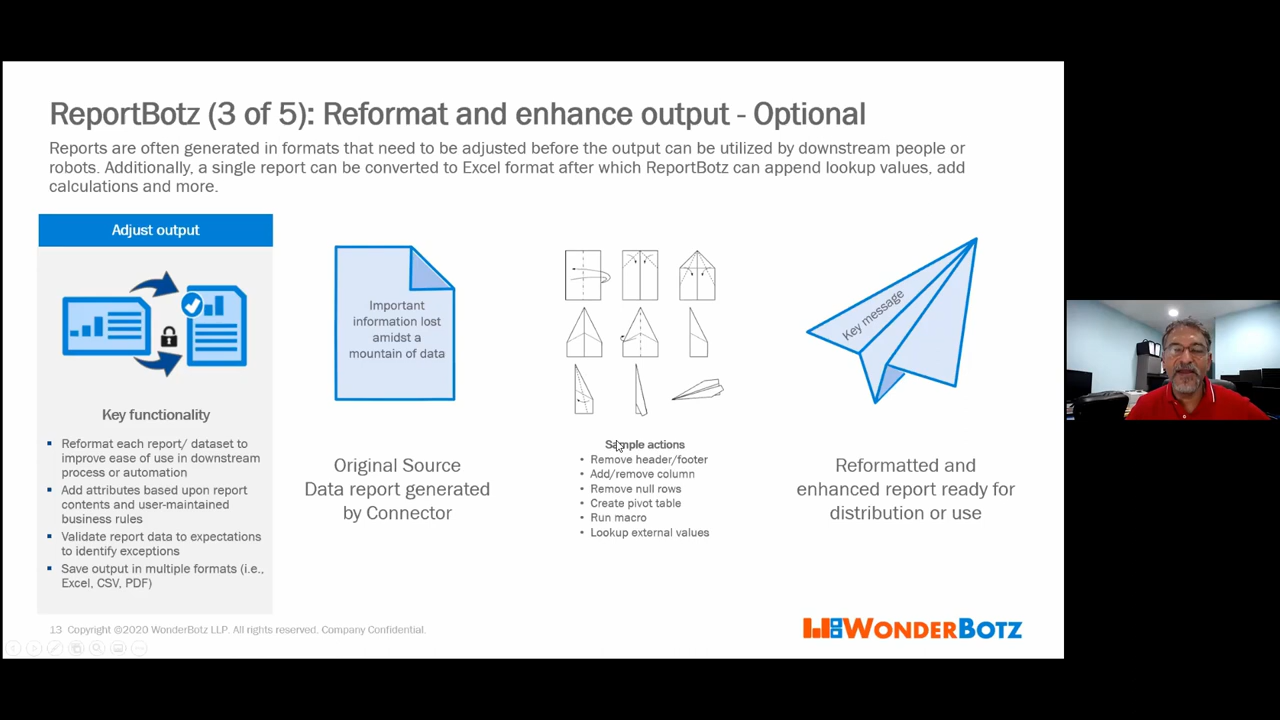 ReportBotz (3 of 5): Reformat and enhance output - Optional
Reports are often generated in formats that need to be adjusted before the output can be utilized by downstream people or
robots. Additionally, a single report can be converted to Excel format after which ReportBotz can append lookup values, add
calculations and more.
Adjust output
Key functionality
Reformat each report/ dataset to
improve ease of use in downstream
process or automation
Add attributes based upon report
contents and user-maintained
business rules
Validate report data to expectations
to identify exceptions
Save output in multiple formats (i.e.,
Excel, CSV, PDF)
Important
information lost
amidst a
mountain of data
Original Source
Data report generated
by Connector
Sample actions
• Remove header/footer
• Add/remove column
• Remove null rows
• Create pivot table
• Run macro
• Lookup external values
Key message
Reformatted and
enhanced report ready for
distribution or use
13 Copyright ©2020 WonderBotz LLP. All rights reserved. Company Confidential.
WONDERBOTZ